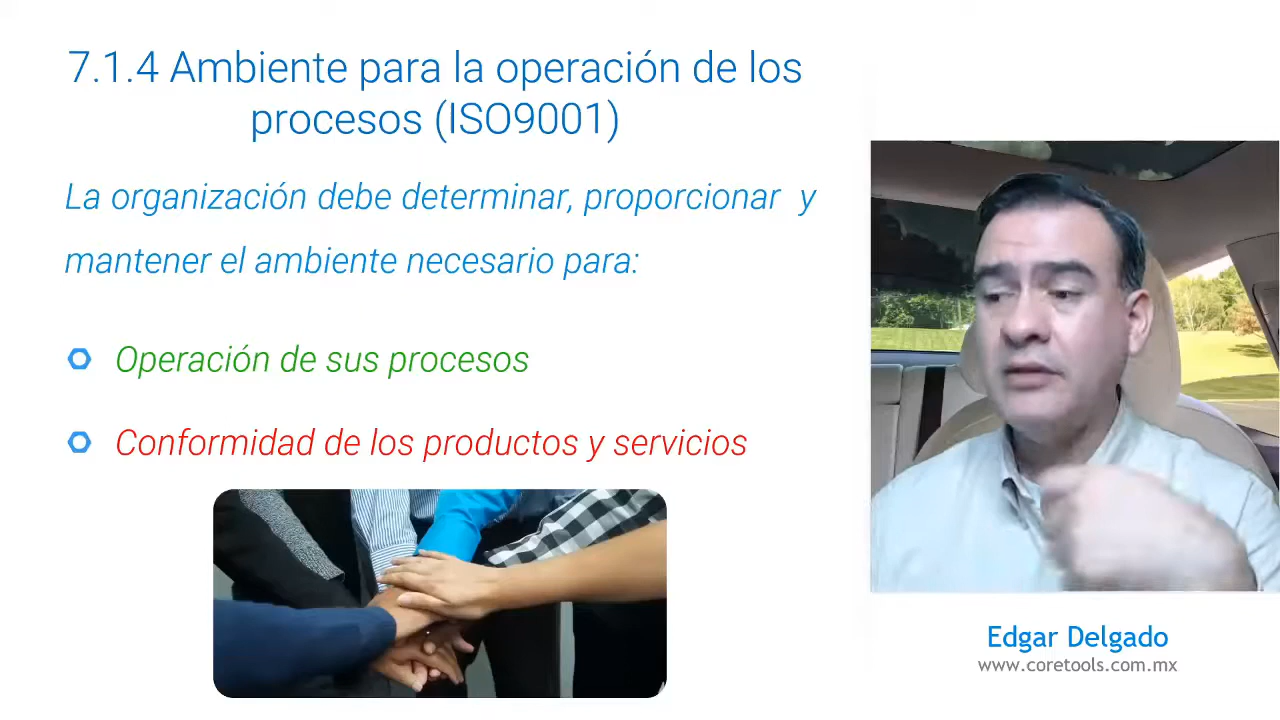 7.1.4 Ambiente para la operación de los
procesos (ISO9001)
La organización debe determinar, proporcionar y
mantener el ambiente necesario para:
Operación de sus procesos
Conformidad de los productos y servicios
Edgar Delgado
www.coretools.com.mx